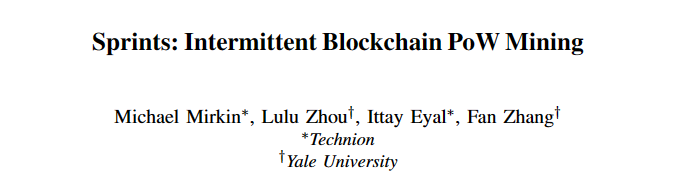 Sprints: Intermittent Blockchain PoW Mining
Michael Mirkin*, Lulu Zhou†, Ittay Eyal*, Fan Zhang†
*Technion
†Yale University